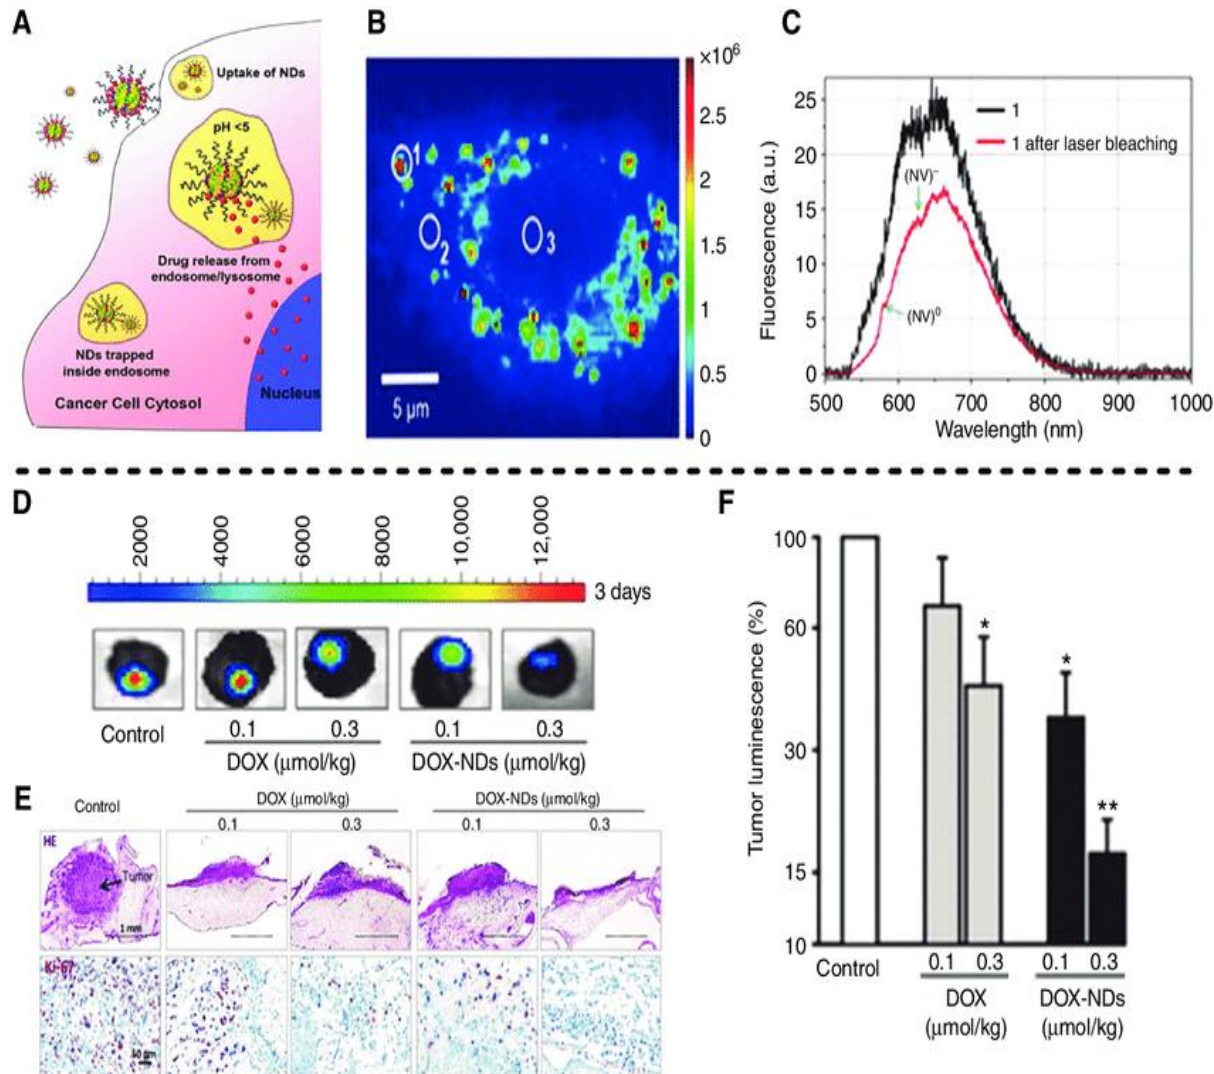 A
Uptake of NDs
pH <5
Drug release from
endosome/lysosome
NDs trapped
inside endosome
Cancer Cell Cytosol
Nucleus
B
1
2
3
5 µm
×10⁶
2.5
2
1.5
1
0.5
0
C
25
20
15
10
5
0
Fluorescence (a.u.)
1
1 after laser bleaching
(NV)⁻
(NV)⁰
500 600 700 800 900 1000
Wavelength (nm)
D
2000 4000 6000 8000 10,000 12,000
3 days
Control
0.1 0.3 0.1 0.3
DOX (µmol/kg) DOX-NDs (µmol/kg)
E
Control
DOX (µmol/kg) DOX-NDs (µmol/kg)
0.1 0.3 0.1 0.3
HE
Tumor
1 mm
Ki-67
F
Tumor luminescence (%)
100
60
30
15
10
*
*
**
Control
0.1 0.3 0.1 0.3
DOX DOX-NDs
(µmol/kg) (µmol/kg)